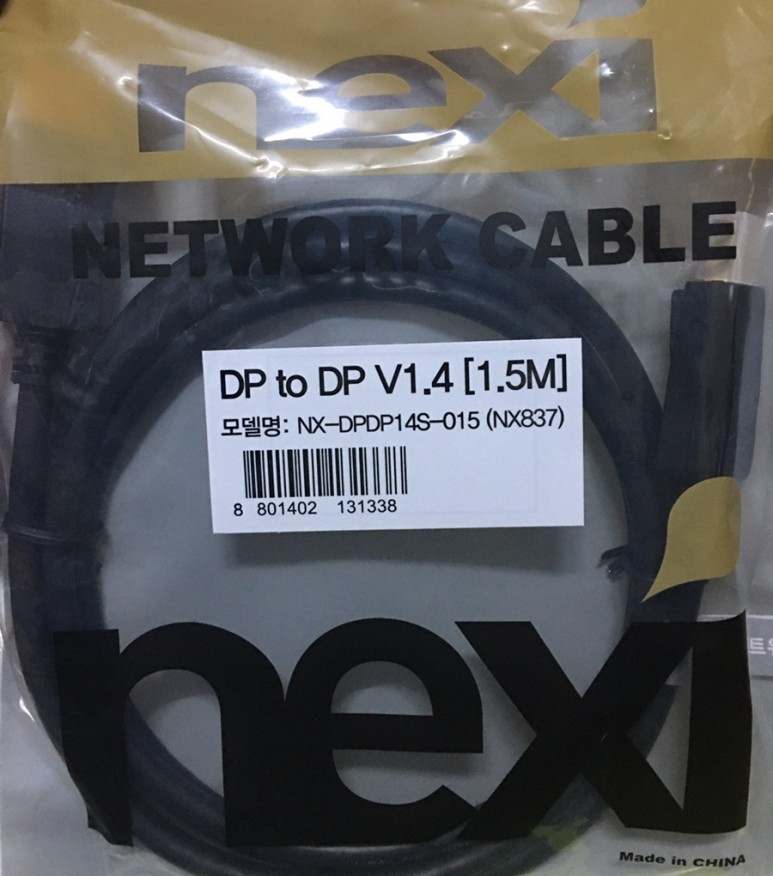 nexi
NETWORK CABLE
DP to DP V1.4 [1.5M]
모델명: NX-DPDP14S-015 (NX837)
8 801402 131338
nexi
Made in CHINA